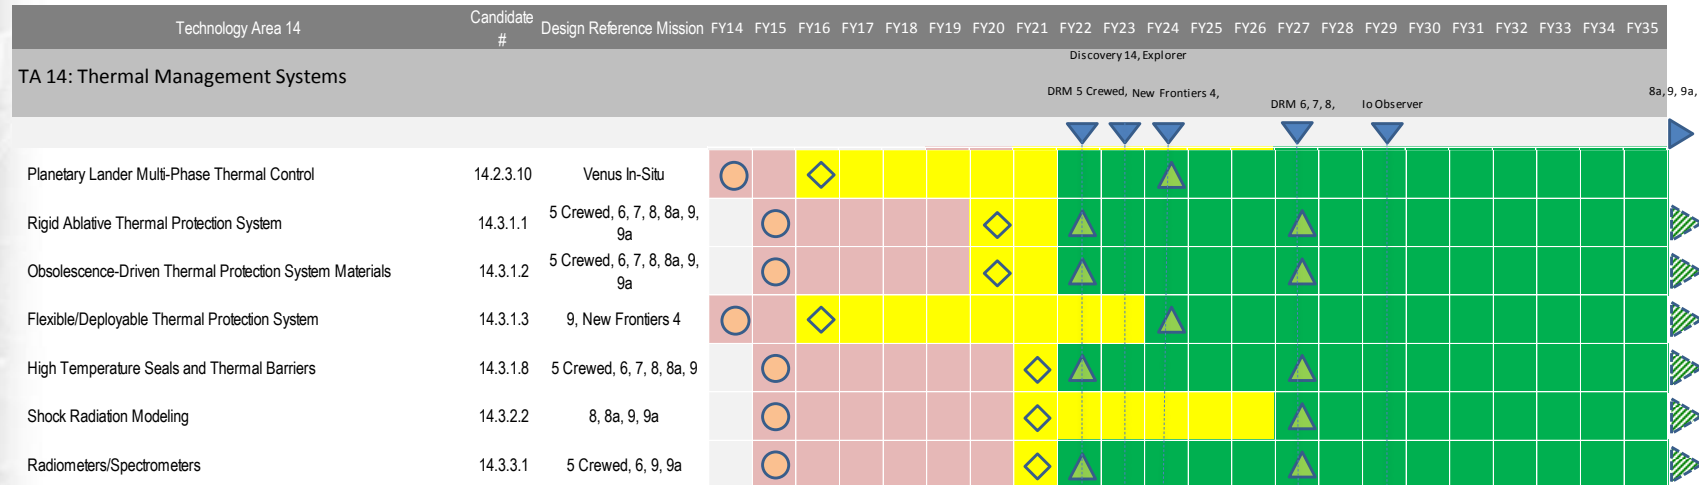 Technology Area 14 Candidate # Design Reference Mission FY14 FY15 FY16 FY17 FY18 FY19 FY20 FY21 FY22 FY23 FY24 FY25 FY26 FY27 FY28 FY29 FY30 FY31 FY32 FY33 FY34 FY35
Discovery 14, Explorer
TA 14: Thermal Management Systems
DRM 5 Crewed, New Frontiers 4, DRM 6, 7, 8, Io Observer 8a, 9, 9a,
Planetary Lander Multi-Phase Thermal Control 14.2.3.10 Venus In-Situ
Rigid Ablative Thermal Protection System 14.3.1.1 5 Crewed, 6, 7, 8, 8a, 9, 9a
Obsolescence-Driven Thermal Protection System Materials 14.3.1.2 5 Crewed, 6, 7, 8, 8a, 9, 9a
Flexible/Deployable Thermal Protection System 14.3.1.3 9, New Frontiers 4
High Temperature Seals and Thermal Barriers 14.3.1.8 5 Crewed, 6, 7, 8, 8a, 9
Shock Radiation Modeling 14.3.2.2 8, 8a, 9, 9a
Radiometers/Spectrometers 14.3.3.1 5 Crewed, 6, 9, 9a